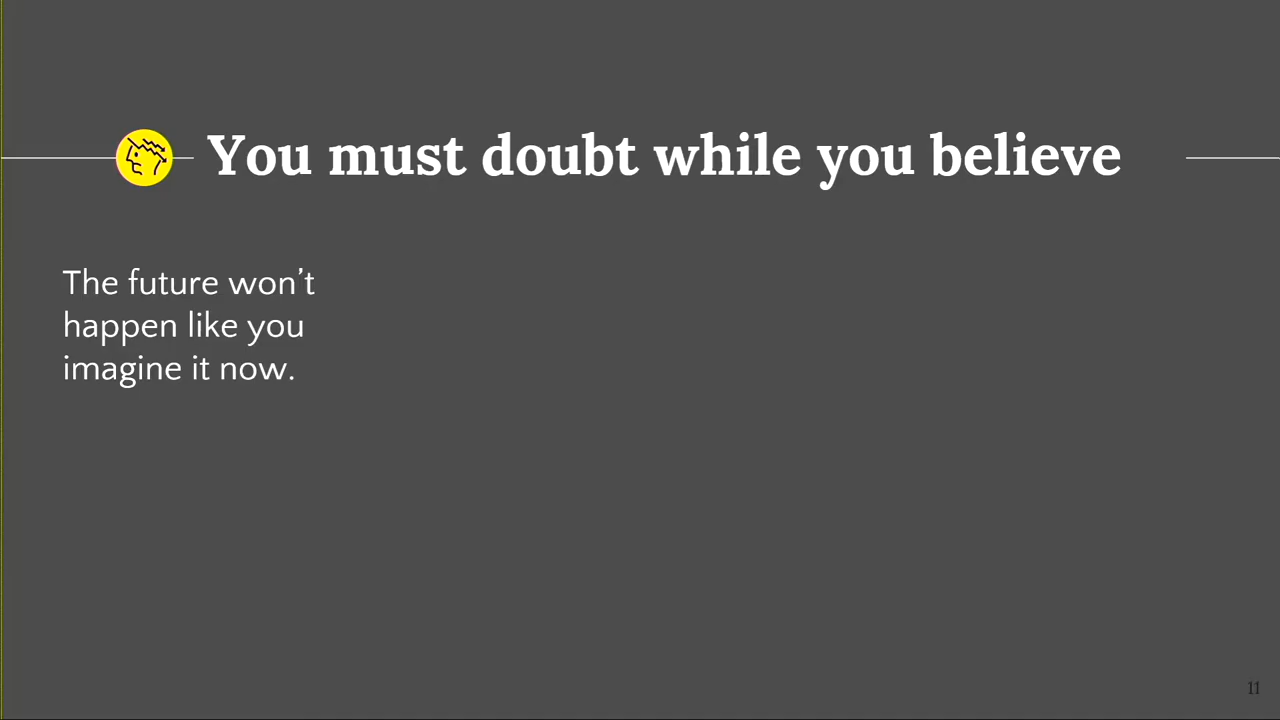 You must doubt while you believe
The future won’t
happen like you
imagine it now.
11